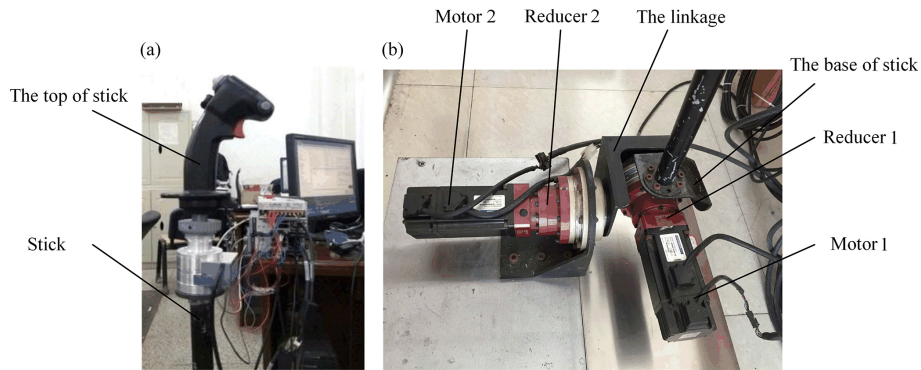 Motor 2
Reducer 2
The linkage
(a)
(b)
The base of stick
The top of stick
Reducer 1
Stick
Motor 1